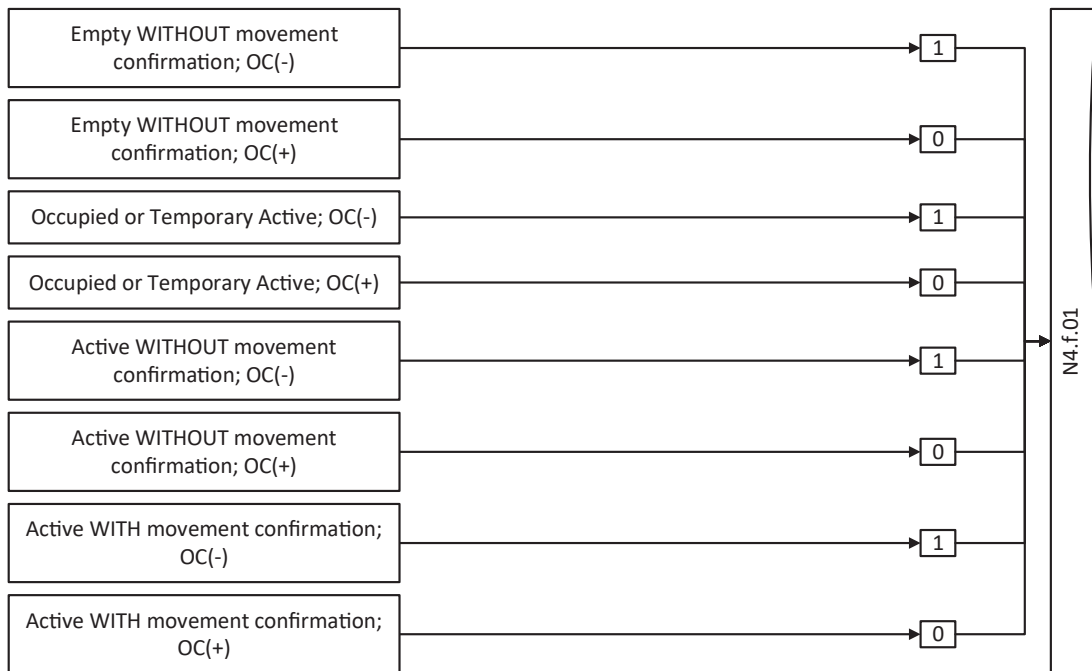 Empty WITHOUT movement
confirmation; OC(-)
1
Empty WITHOUT movement
confirmation; OC(+)
0
Occupied or Temporary Active; OC(-)
1
Occupied or Temporary Active; OC(+)
0
N4.f.01
Active WITHOUT movement
confirmation; OC(-)
1
Active WITHOUT movement
confirmation; OC(+)
0
Active WITH movement confirmation;
OC(-)
1
Active WITH movement confirmation;
OC(+)
0